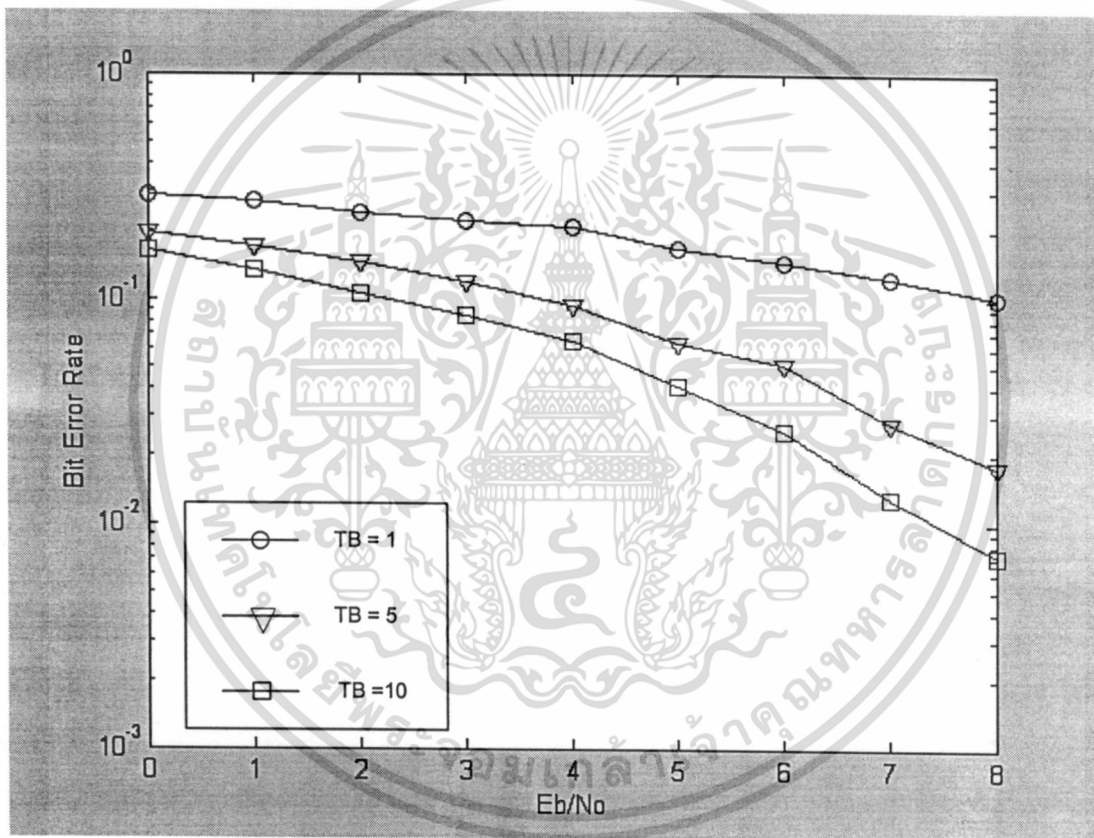 10⁰
10⁻¹
10⁻²
10⁻³
Bit Error Rate
TB = 1
TB = 5
TB =10
0 1 2 3 4 5 6 7 8
Eb/No